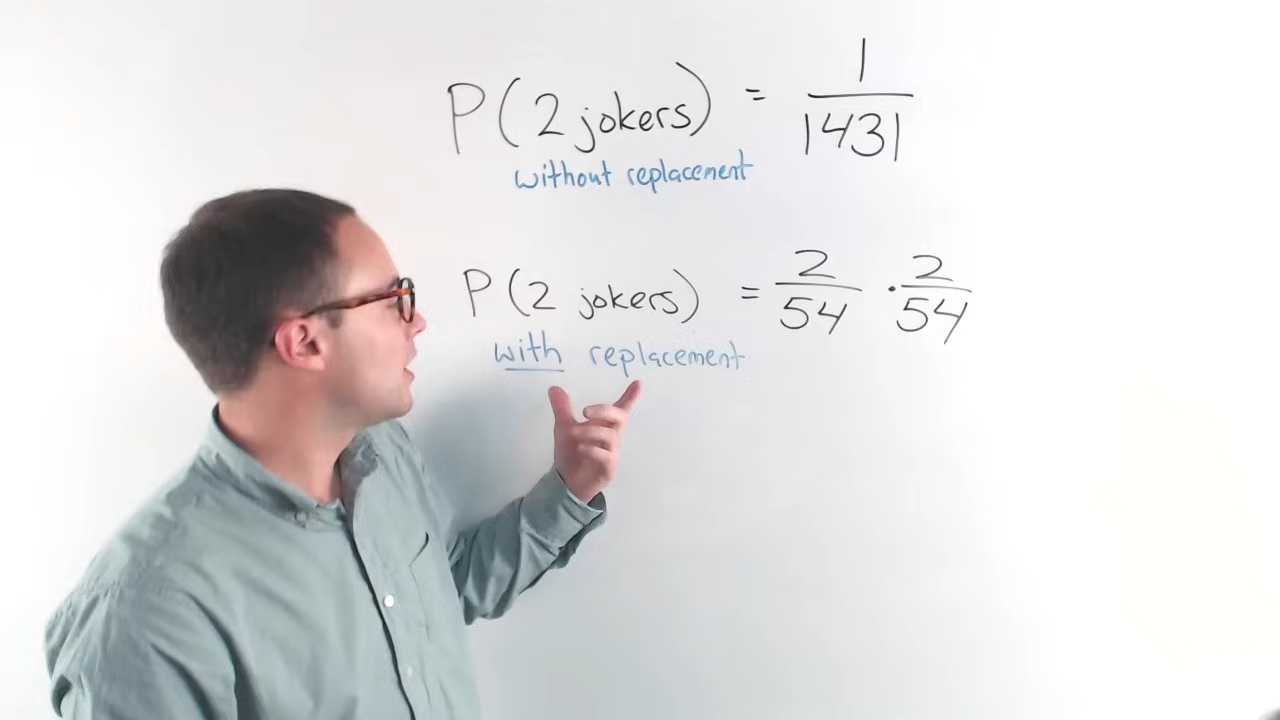 P(2 jokers) = 1/1431
without replacement
P(2 jokers) = 2/54 · 2/54
with replacement